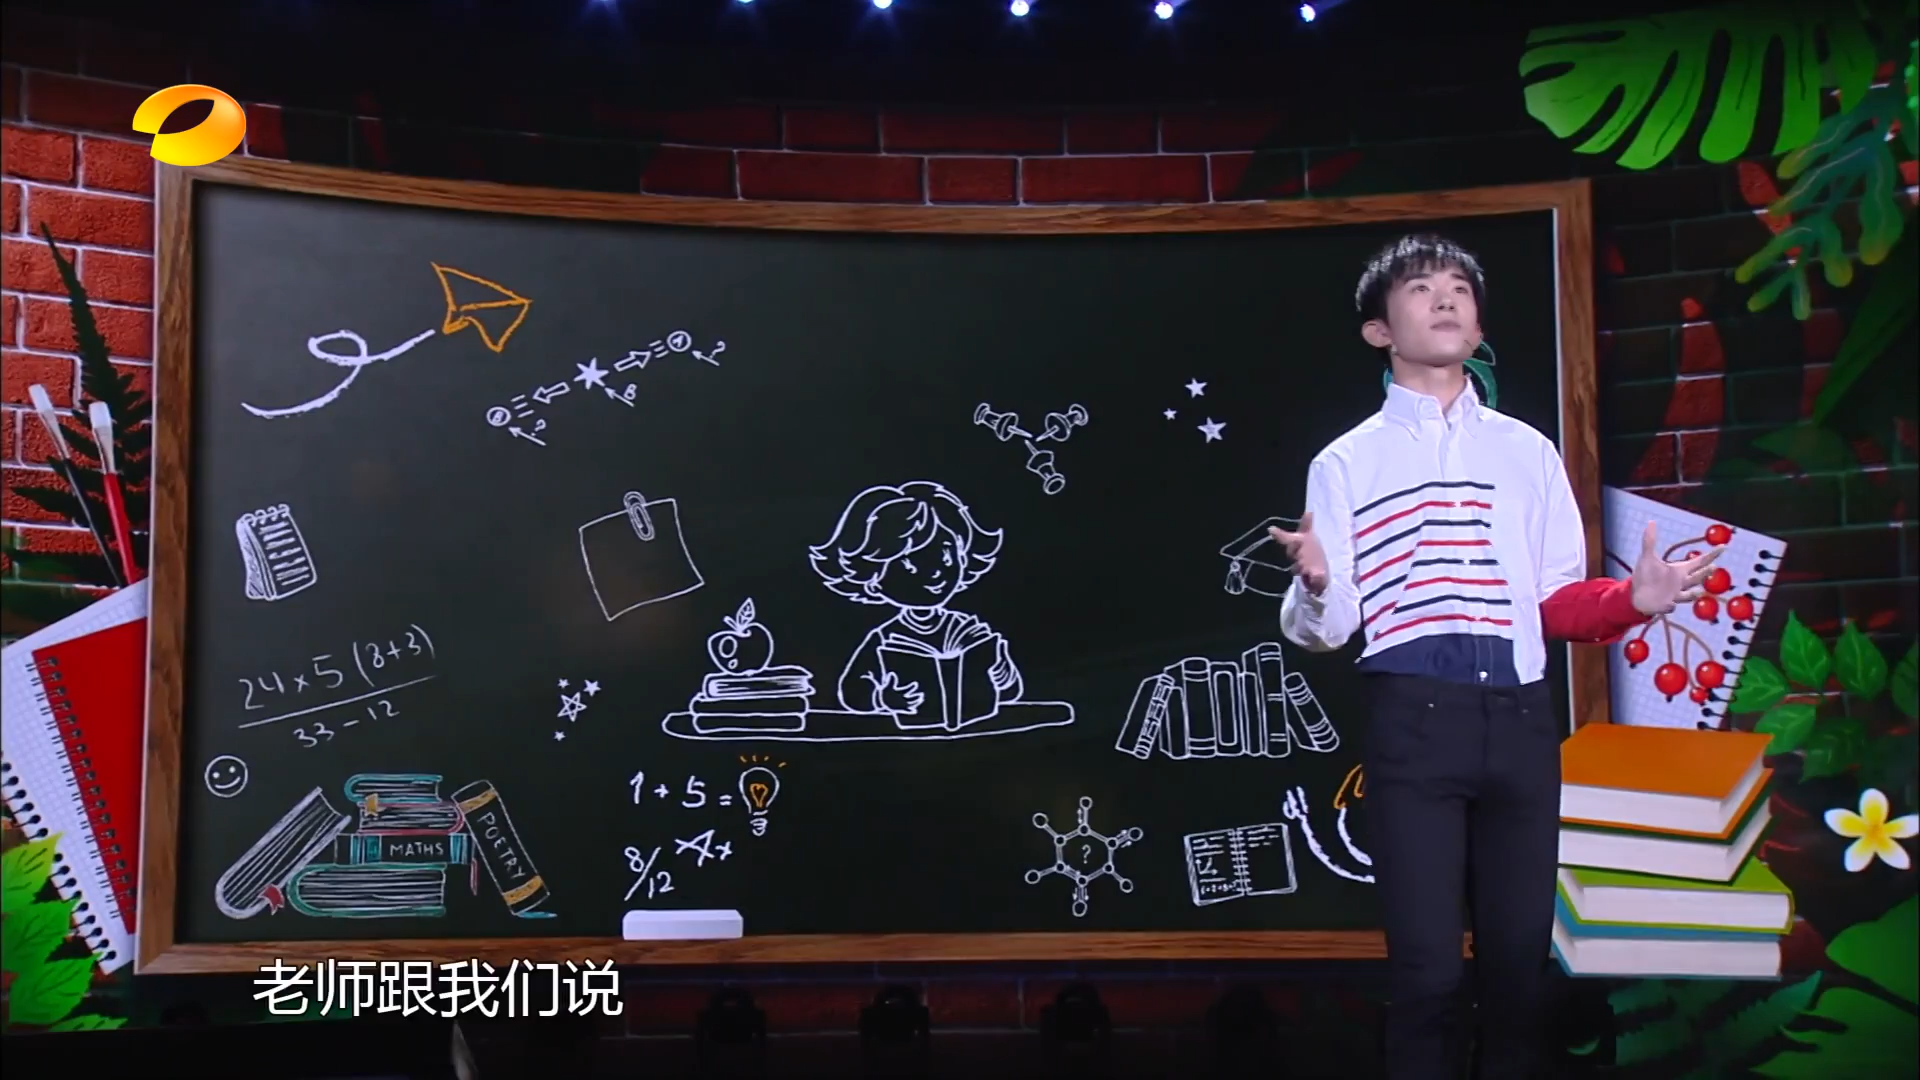 B
?
A
?
B
24×5(8+3)
33-12
1+5=
8/12
MATHS
POETRY
?
老师跟我们说